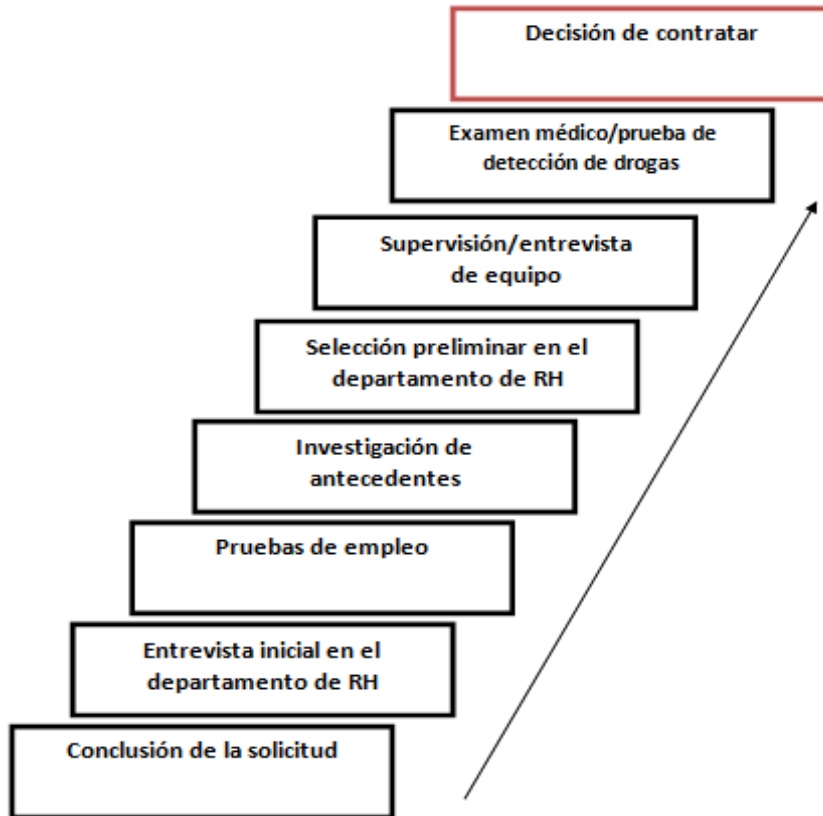 Decisión de contratar
Examen médico/prueba de
detección de drogas
Supervisión/entrevista
de equipo
Selección preliminar en el
departamento de RH
Investigación de
antecedentes
Pruebas de empleo
Entrevista inicial en el
departamento de RH
Conclusión de la solicitud